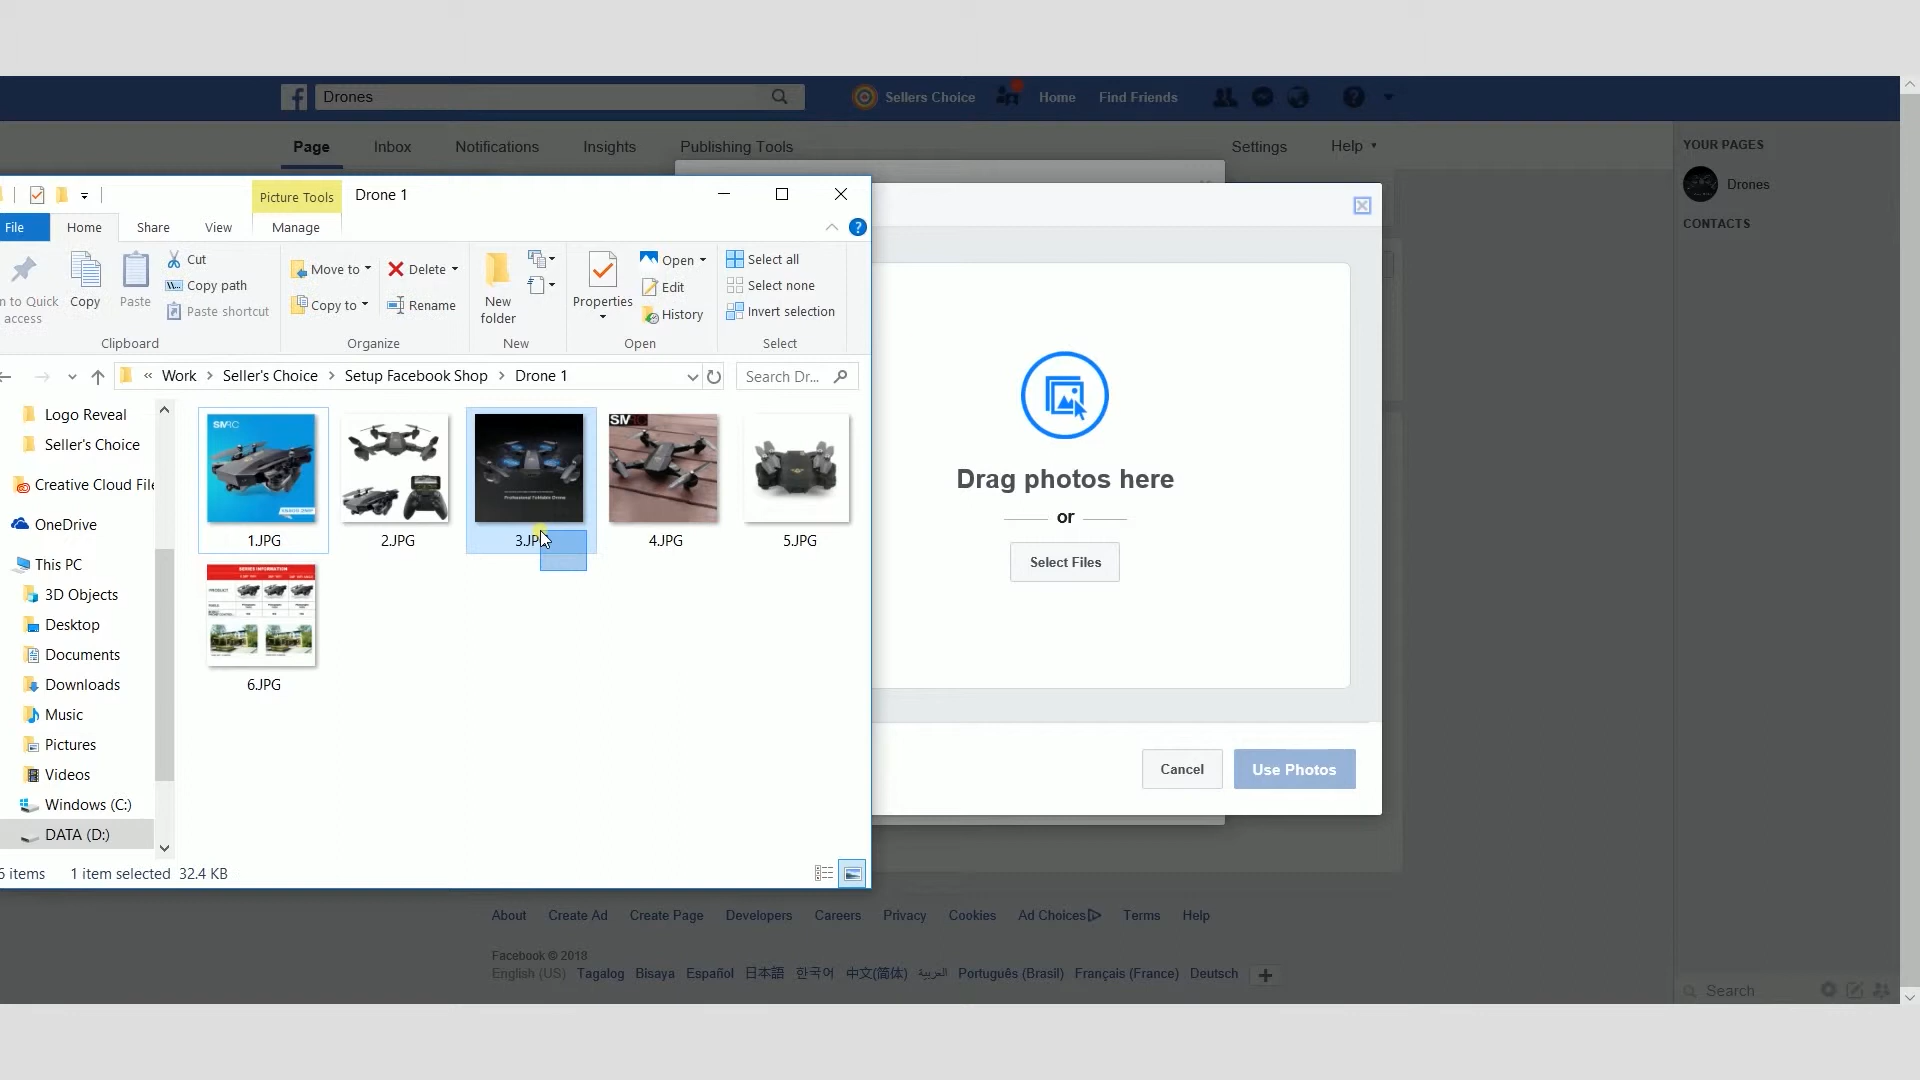 Drones
Sellers Choice
Home
Find Friends
Page
Inbox
Notifications
Insights
Publishing Tools
Settings
Help
YOUR PAGES
Drones
CONTACTS
Picture Tools
Drone 1
File
Home
Share
View
Manage
n to Quick
access
Copy
Paste
Cut
Copy path
Paste shortcut
Clipboard
Move to
Copy to
Delete
Rename
Organize
New
folder
New
Properties
Open
Edit
History
Open
Select all
Select none
Invert selection
Select
« Work > Seller's Choice > Setup Facebook Shop > Drone 1
Search Dr...
Logo Reveal
Seller's Choice
Creative Cloud File
OneDrive
This PC
3D Objects
Desktop
Documents
Downloads
Music
Pictures
Videos
Windows (C:)
DATA (D:)
1.JPG
2.JPG
3.JP
4.JPG
5.JPG
6.JPG
SERIES INFORMATION
Professional Foldable Drone
6 items
1 item selected 32.4 KB
Drag photos here
or
Select Files
Cancel
Use Photos
About
Create Ad
Create Page
Developers
Careers
Privacy
Cookies
Ad Choices
Terms
Help
Facebook © 2018
English (US) Tagalog Bisaya Español 日本語 한국어 中文(简体) العربية Português (Brasil) Français (France) Deutsch
Search